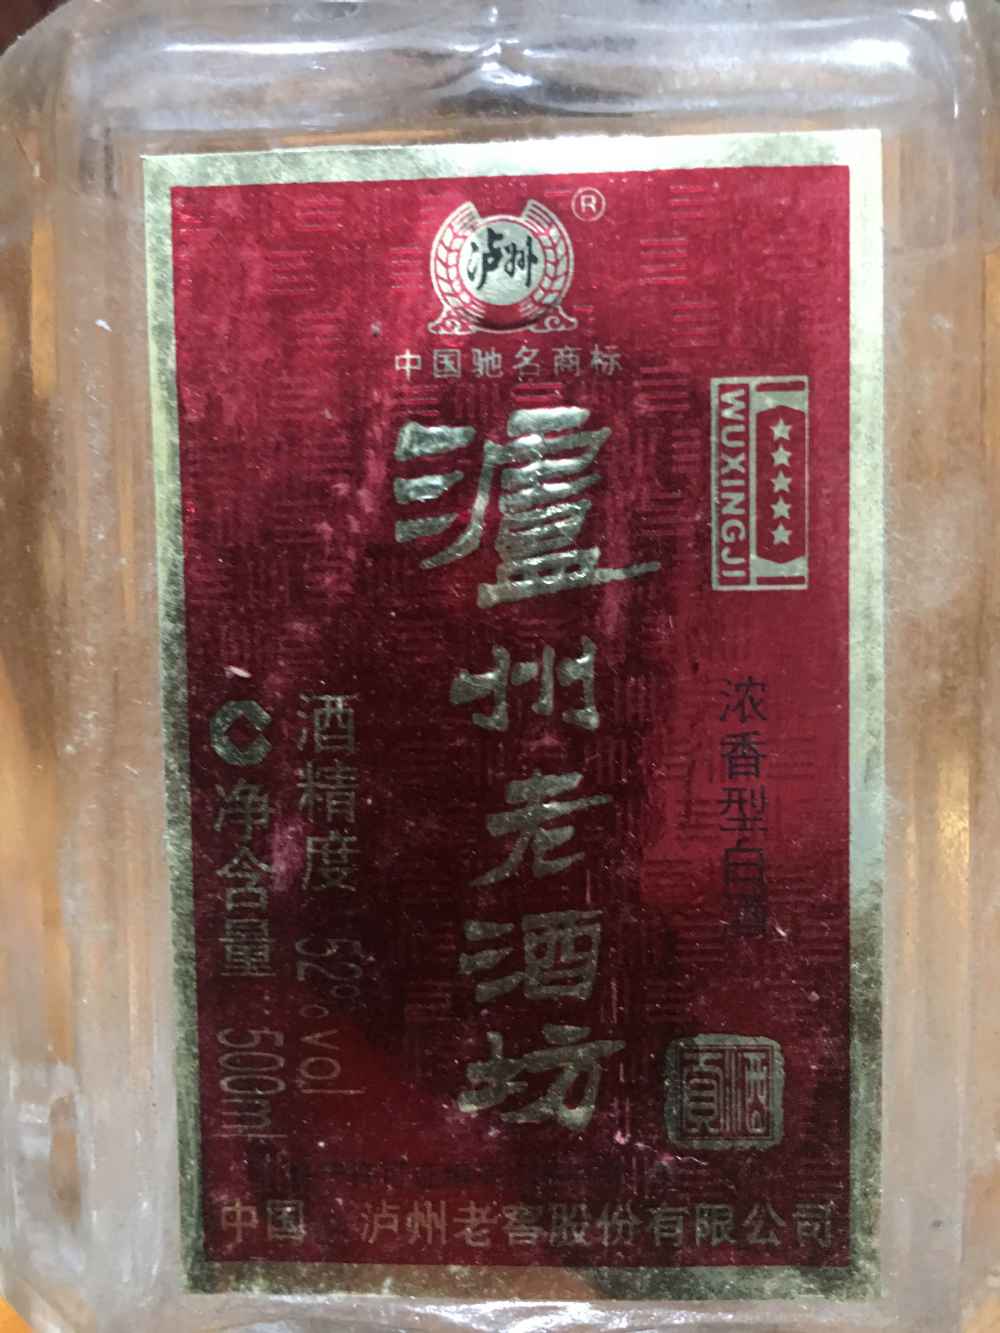 泸州
®
中国驰名商标
WUXINGJI
瀘州老酒坊
浓香型白酒
酒精度:52%vol
净含量:500ml
贡酒
中国 泸州老窖股份有限公司